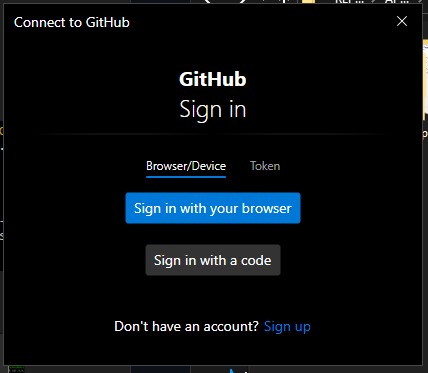 Connect to GitHub
GitHub
Sign in
Browser/Device
Token
Sign in with your browser
Sign in with a code
Don't have an account? Sign up